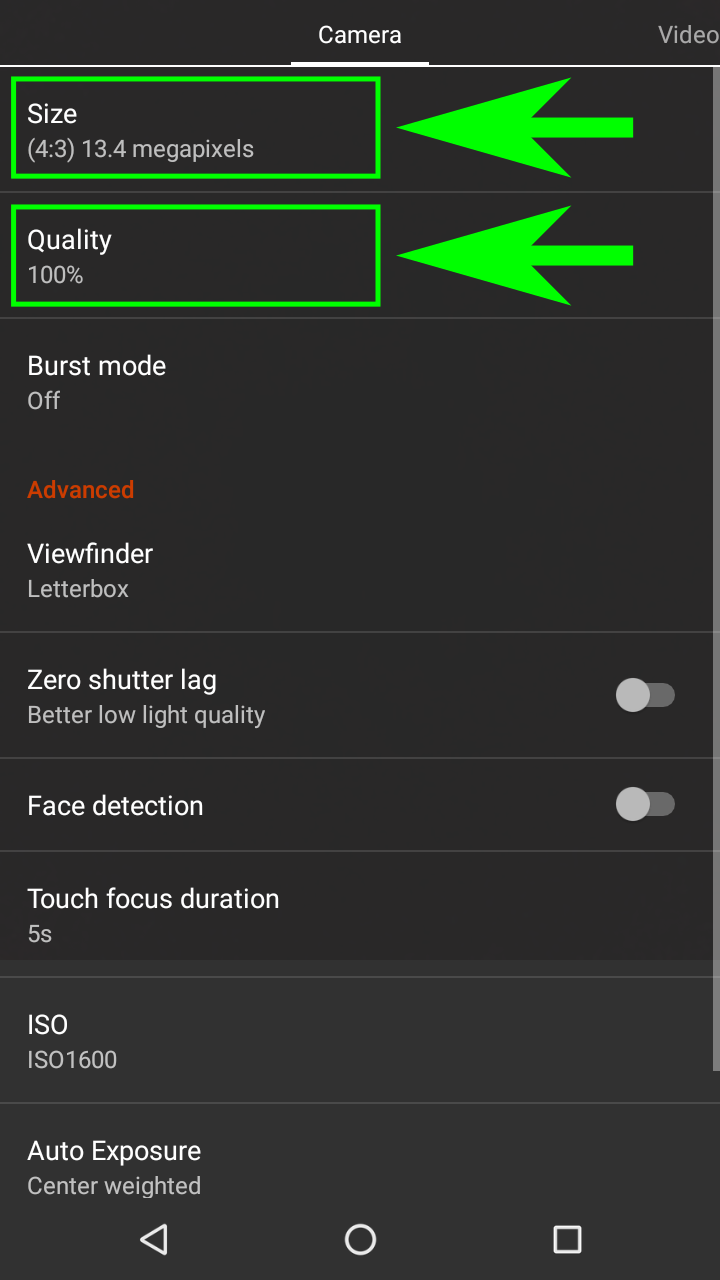 Camera
Video
Size
(4:3) 13.4 megapixels
Quality
100%
Burst mode
Off
Advanced
Viewfinder
Letterbox
Zero shutter lag
Better low light quality
Face detection
Touch focus duration
5s
ISO
ISO1600
Auto Exposure
Center weighted